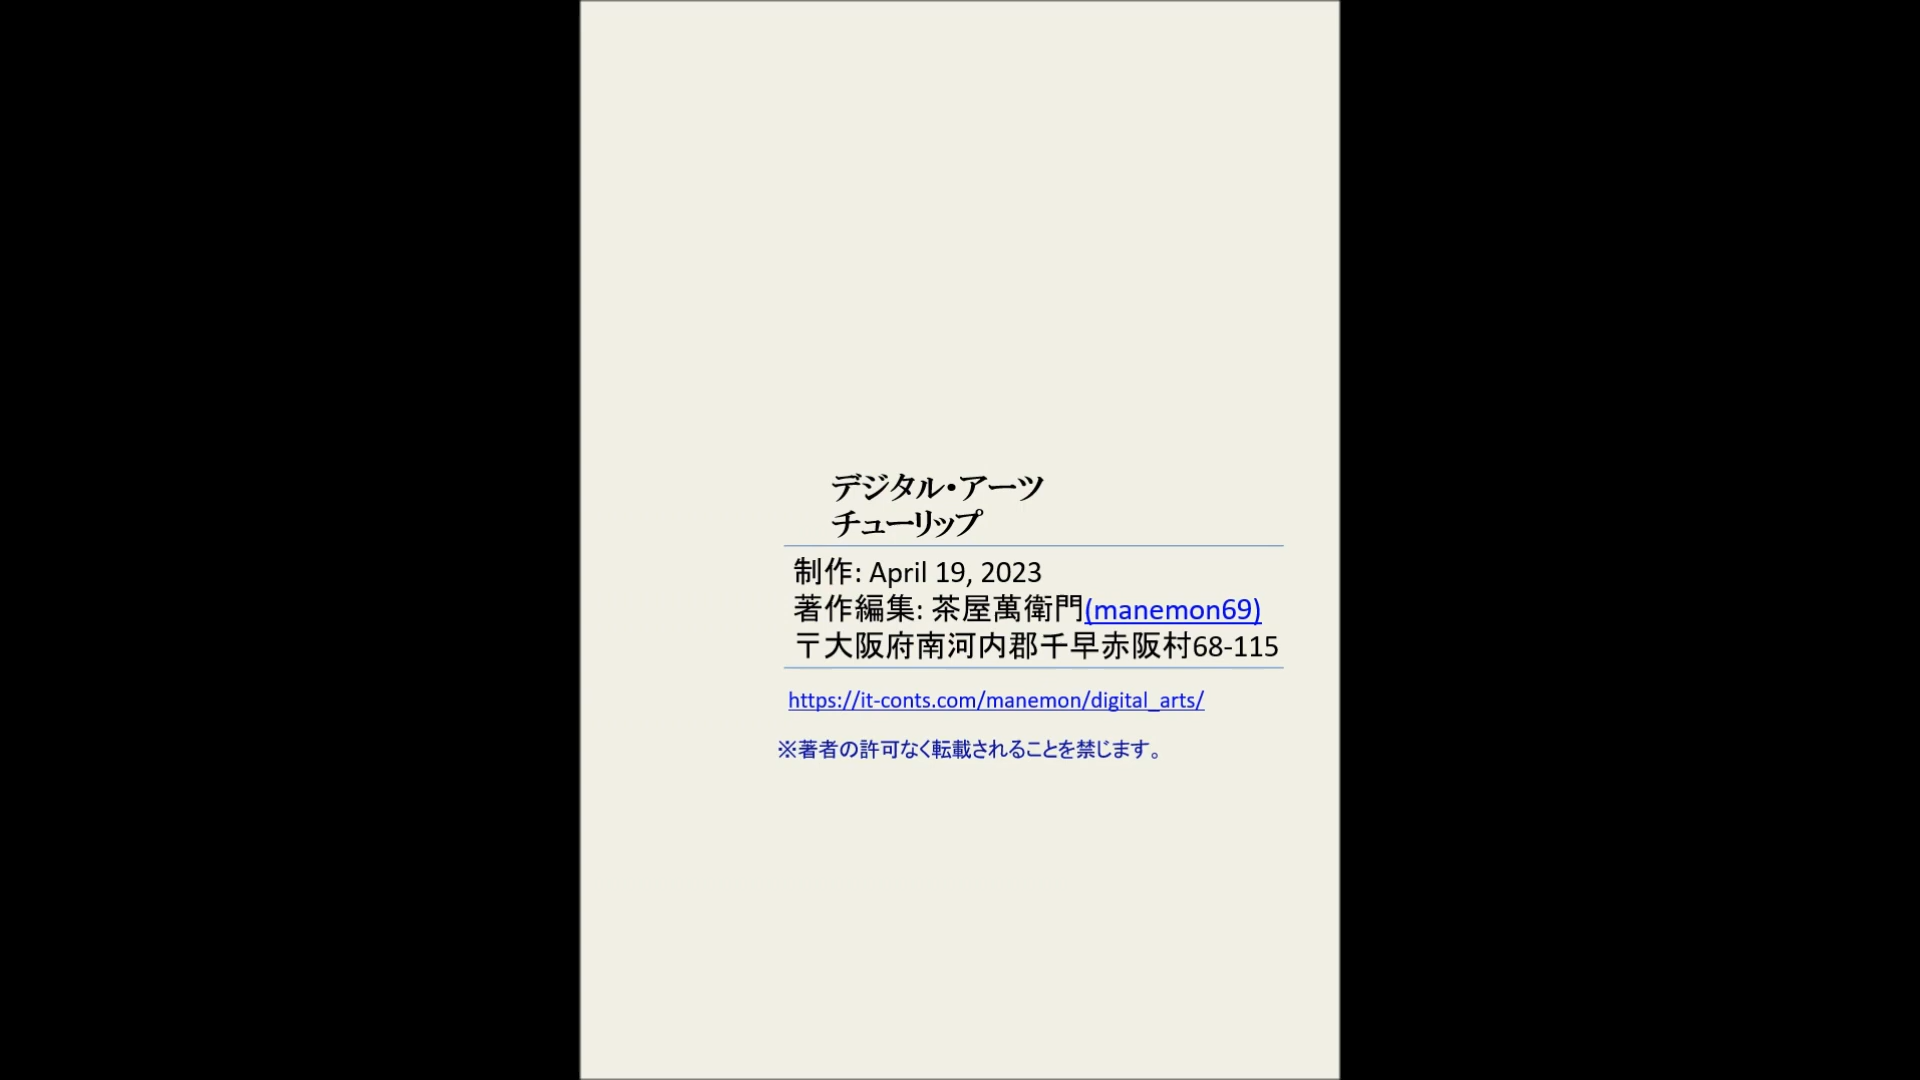 デジタル・アーツ
チューリップ
制作: April 19, 2023
著作編集: 茶屋萬衛門(manemon69)
〒大阪府南河内郡千早赤阪村68-115
https://it-conts.com/manemon/digital_arts/
※著者の許可なく転載されることを禁じます。